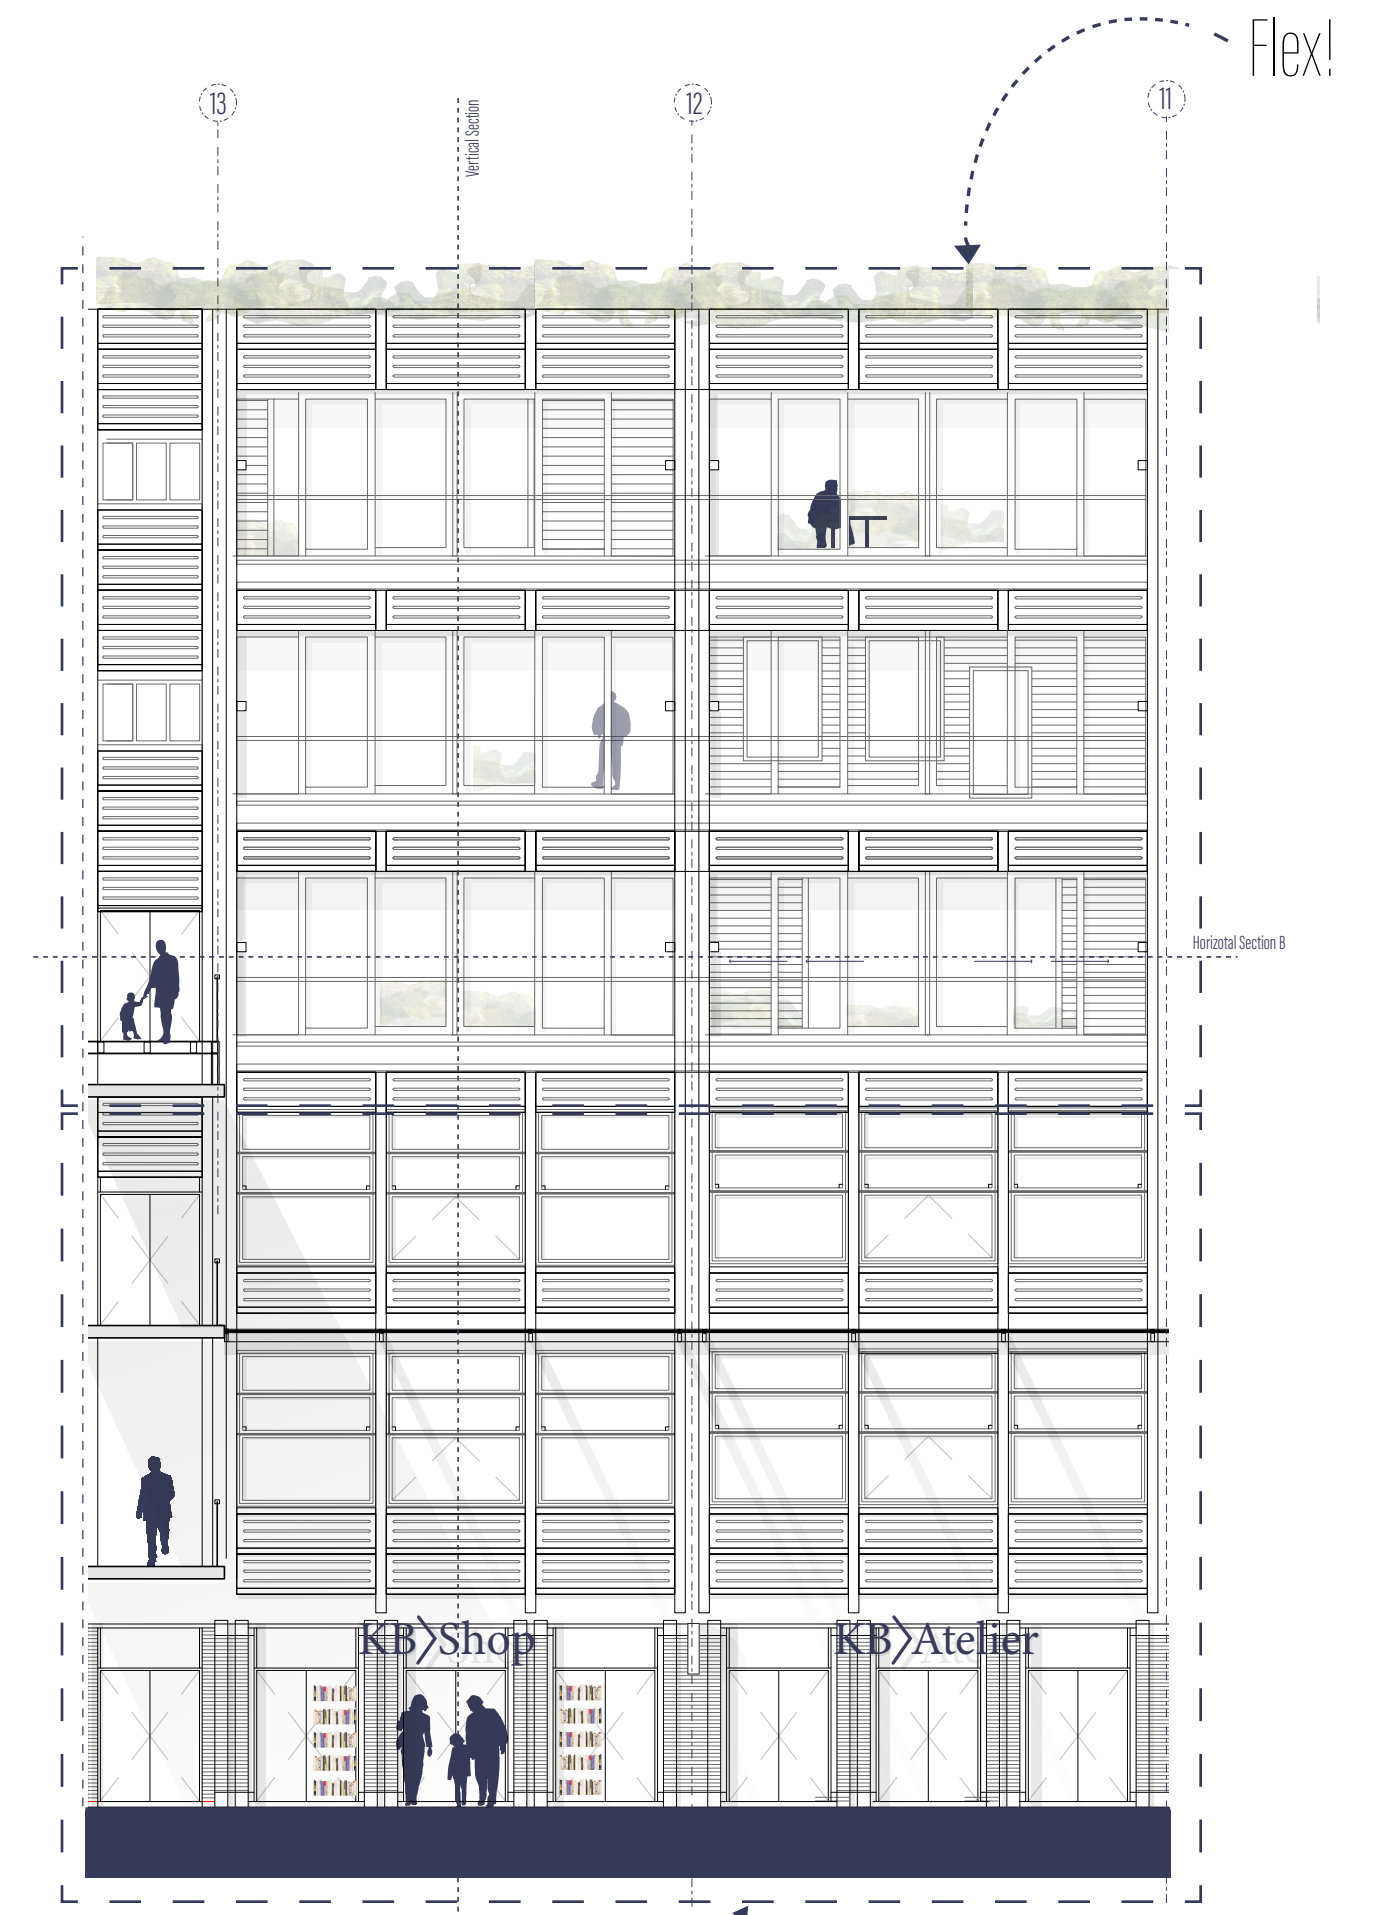 Flex!
13
12
11
Vertical Section
Horizotal Section B
KB>Shop
KB>Atelier